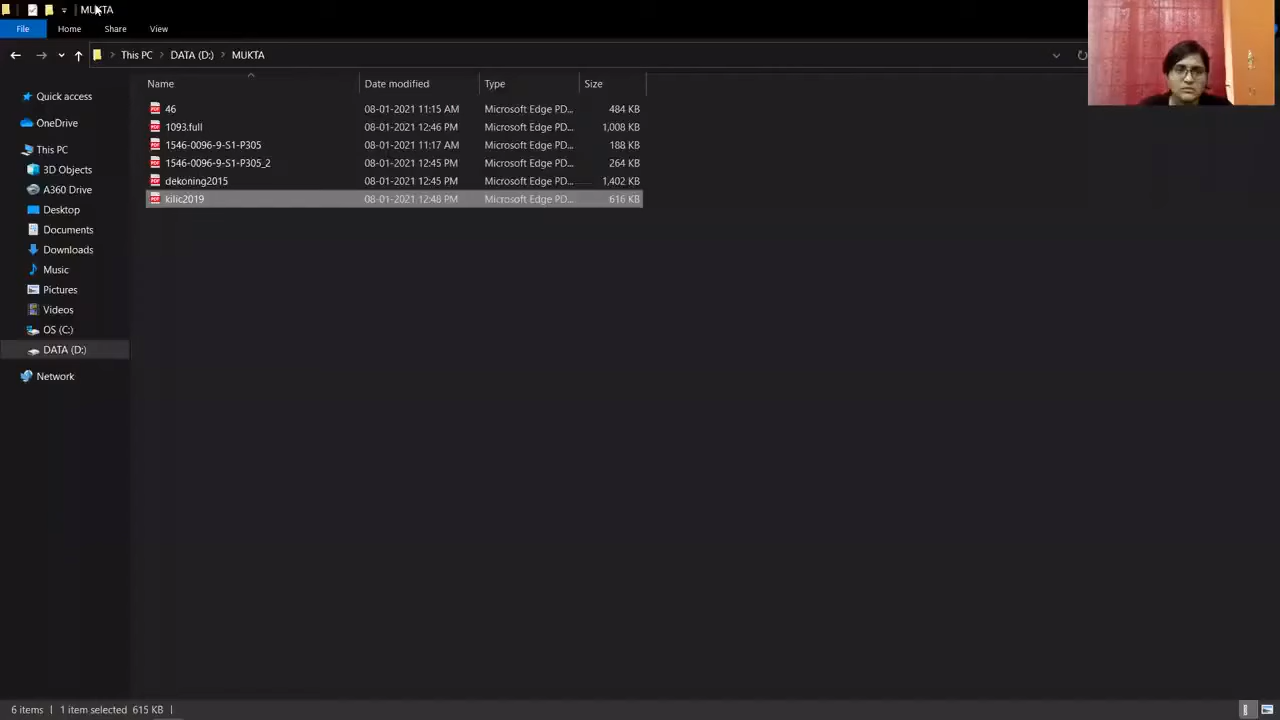 MUKTA
File Home Share View
This PC DATA (D:) MUKTA
Name Date modified Type Size
46 08-01-2021 11:15 AM Microsoft Edge PD... 484 KB
1093.full 08-01-2021 12:46 PM Microsoft Edge PD... 1,008 KB
1546-0096-9-S1-P305 08-01-2021 11:17 AM Microsoft Edge PD... 188 KB
1546-0096-9-S1-P305_2 08-01-2021 12:45 PM Microsoft Edge PD... 264 KB
dekoning2015 08-01-2021 12:45 PM Microsoft Edge PD... 1,402 KB
kilic2019 08-01-2021 12:48 PM Microsoft Edge PD... 616 KB
Quick access
OneDrive
This PC
3D Objects
A360 Drive
Desktop
Documents
Downloads
Music
Pictures
Videos
OS (C:)
DATA (D:)
Network
6 items 1 item selected 615 KB